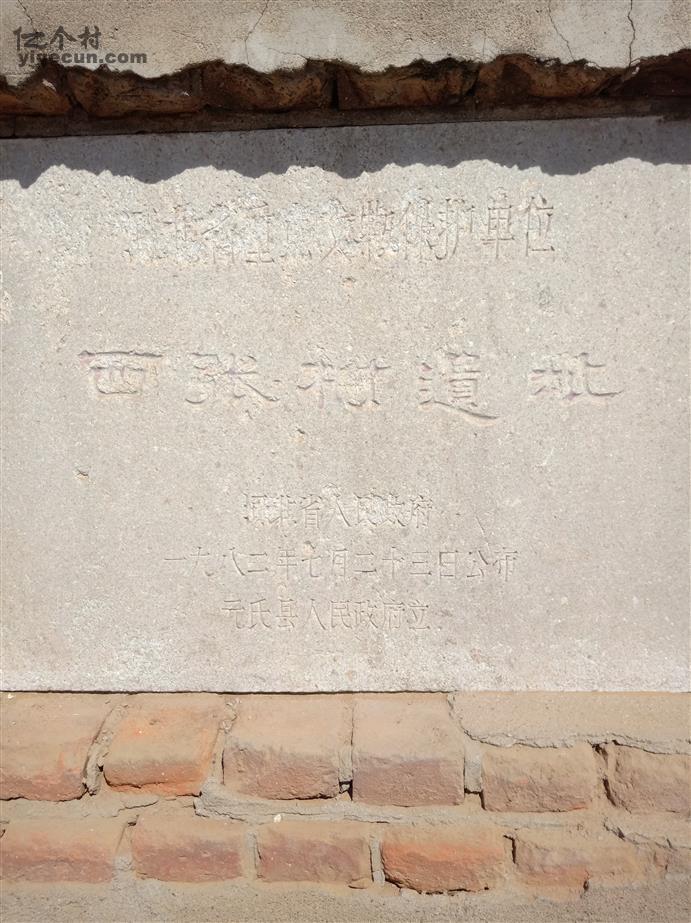 亿个村
yigecun.com
河北省重点文物保护单位
西张村遗址
河北省人民政府
一九八二年七月二十三日公布
元氏县人民政府立